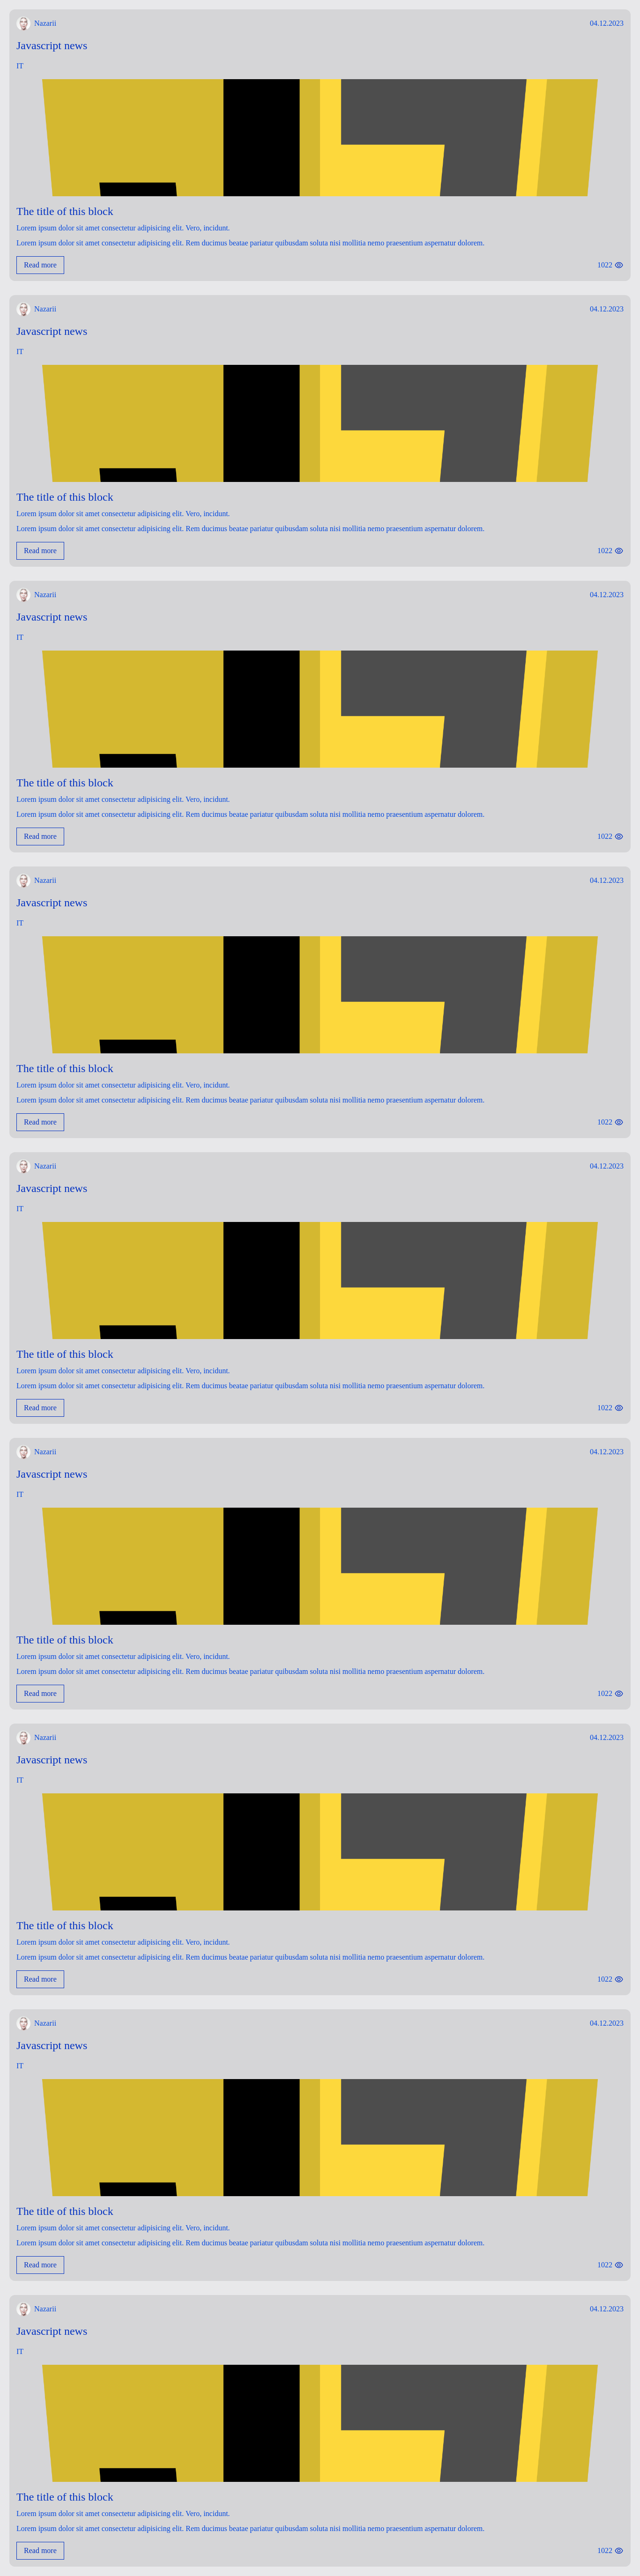 Nazarii 04.12.2023
Javascript news
IT
The title of this block
Lorem ipsum dolor sit amet consectetur adipisicing elit. Vero, incidunt.
Lorem ipsum dolor sit amet consectetur adipisicing elit. Rem ducimus beatae pariatur quibusdam soluta nisi mollitia nemo praesentium aspernatur dolorem.
Read more 1022
Nazarii 04.12.2023
Javascript news
IT
The title of this block
Lorem ipsum dolor sit amet consectetur adipisicing elit. Vero, incidunt.
Lorem ipsum dolor sit amet consectetur adipisicing elit. Rem ducimus beatae pariatur quibusdam soluta nisi mollitia nemo praesentium aspernatur dolorem.
Read more 1022
Nazarii 04.12.2023
Javascript news
IT
The title of this block
Lorem ipsum dolor sit amet consectetur adipisicing elit. Vero, incidunt.
Lorem ipsum dolor sit amet consectetur adipisicing elit. Rem ducimus beatae pariatur quibusdam soluta nisi mollitia nemo praesentium aspernatur dolorem.
Read more 1022
Nazarii 04.12.2023
Javascript news
IT
The title of this block
Lorem ipsum dolor sit amet consectetur adipisicing elit. Vero, incidunt.
Lorem ipsum dolor sit amet consectetur adipisicing elit. Rem ducimus beatae pariatur quibusdam soluta nisi mollitia nemo praesentium aspernatur dolorem.
Read more 1022
Nazarii 04.12.2023
Javascript news
IT
The title of this block
Lorem ipsum dolor sit amet consectetur adipisicing elit. Vero, incidunt.
Lorem ipsum dolor sit amet consectetur adipisicing elit. Rem ducimus beatae pariatur quibusdam soluta nisi mollitia nemo praesentium aspernatur dolorem.
Read more 1022
Nazarii 04.12.2023
Javascript news
IT
The title of this block
Lorem ipsum dolor sit amet consectetur adipisicing elit. Vero, incidunt.
Lorem ipsum dolor sit amet consectetur adipisicing elit. Rem ducimus beatae pariatur quibusdam soluta nisi mollitia nemo praesentium aspernatur dolorem.
Read more 1022
Nazarii 04.12.2023
Javascript news
IT
The title of this block
Lorem ipsum dolor sit amet consectetur adipisicing elit. Vero, incidunt.
Lorem ipsum dolor sit amet consectetur adipisicing elit. Rem ducimus beatae pariatur quibusdam soluta nisi mollitia nemo praesentium aspernatur dolorem.
Read more 1022
Nazarii 04.12.2023
Javascript news
IT
The title of this block
Lorem ipsum dolor sit amet consectetur adipisicing elit. Vero, incidunt.
Lorem ipsum dolor sit amet consectetur adipisicing elit. Rem ducimus beatae pariatur quibusdam soluta nisi mollitia nemo praesentium aspernatur dolorem.
Read more 1022
Nazarii 04.12.2023
Javascript news
IT
The title of this block
Lorem ipsum dolor sit amet consectetur adipisicing elit. Vero, incidunt.
Lorem ipsum dolor sit amet consectetur adipisicing elit. Rem ducimus beatae pariatur quibusdam soluta nisi mollitia nemo praesentium aspernatur dolorem.
Read more 1022